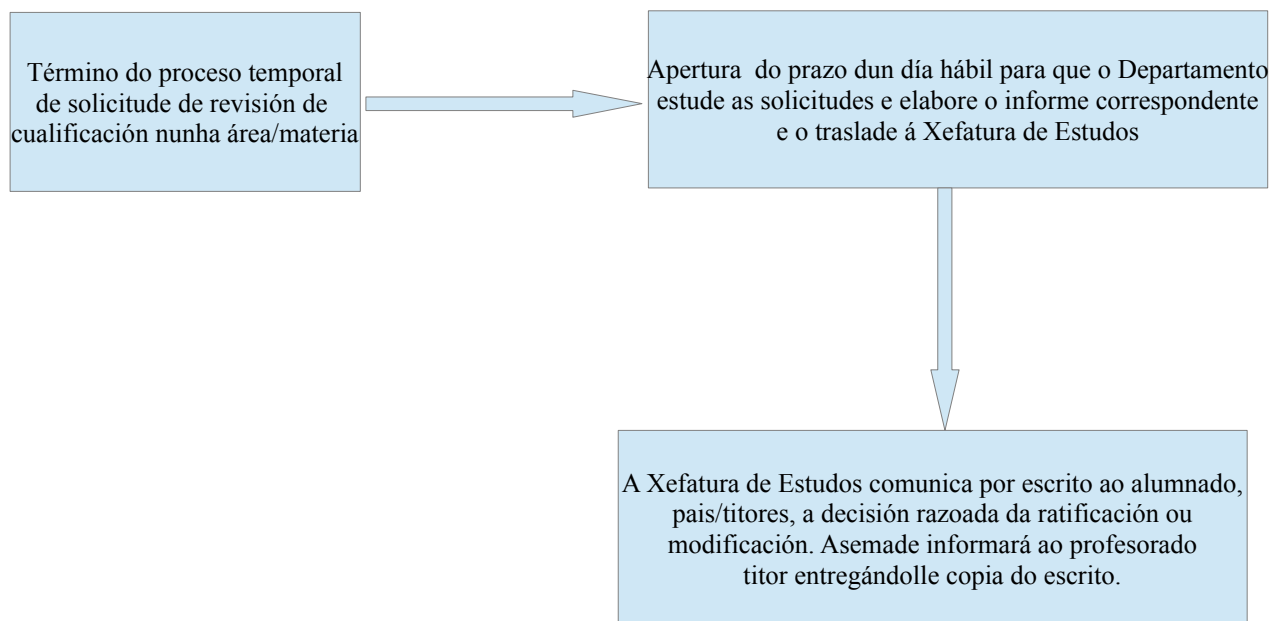 Término do proceso temporal
de solicitude de revisión de
cualificación nunha área/materia
Apertura  do prazo dun día hábil para que o Departamento
estude as solicitudes e elabore o informe correspondente
e o traslade á Xefatura de Estudos
A Xefatura de Estudos comunica por escrito ao alumnado,
pais/titores, a decisión razoada da ratificación ou
modificación. Asemade informará ao profesorado
titor entregándolle copia do escrito.